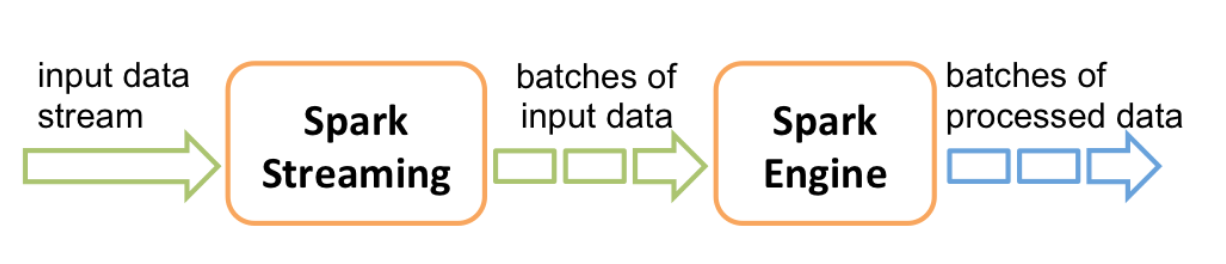 input data
stream
Spark
Streaming
batches of
input data
Spark
Engine
batches of
processed data